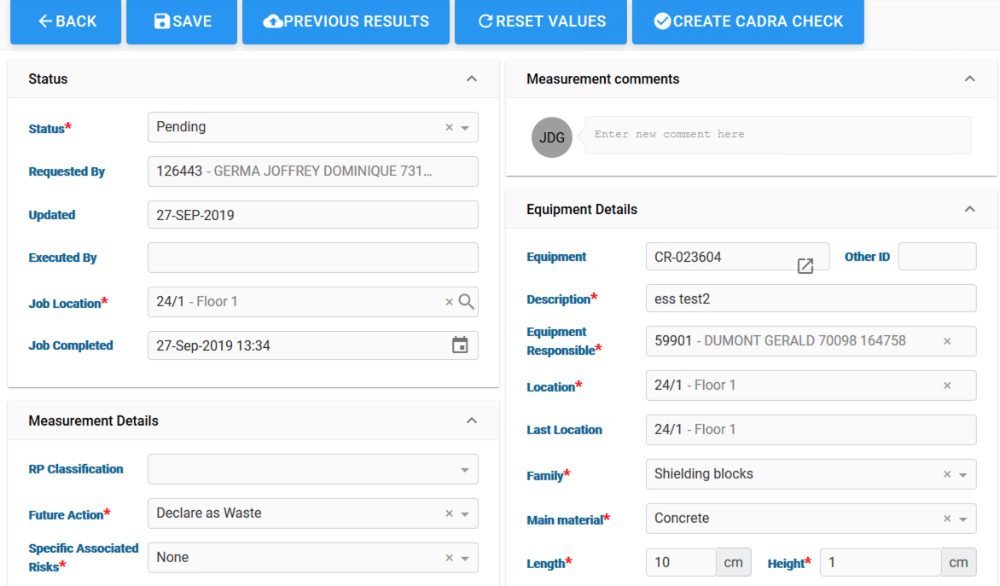 BACK SAVE PREVIOUS RESULTS RESET VALUES CREATE CADRA CHECK
Status
Status* Pending
Requested By 126443 - GERMA JOFFREY DOMINIQUE 731...
Updated 27-SEP-2019
Executed By
Job Location* 24/1 - Floor 1
Job Completed 27-Sep-2019 13:34
Measurement Details
RP Classification
Future Action* Declare as Waste
Specific Associated
Risks* None
Measurement comments
JDG Enter new comment here
Equipment Details
Equipment CR-023604 Other ID
Description* ess test2
Equipment
Responsible* 59901 - DUMONT GERALD 70098 164758
Location* 24/1 - Floor 1
Last Location 24/1 - Floor 1
Family* Shielding blocks
Main material* Concrete
Length* 10 cm Height* 1 cm